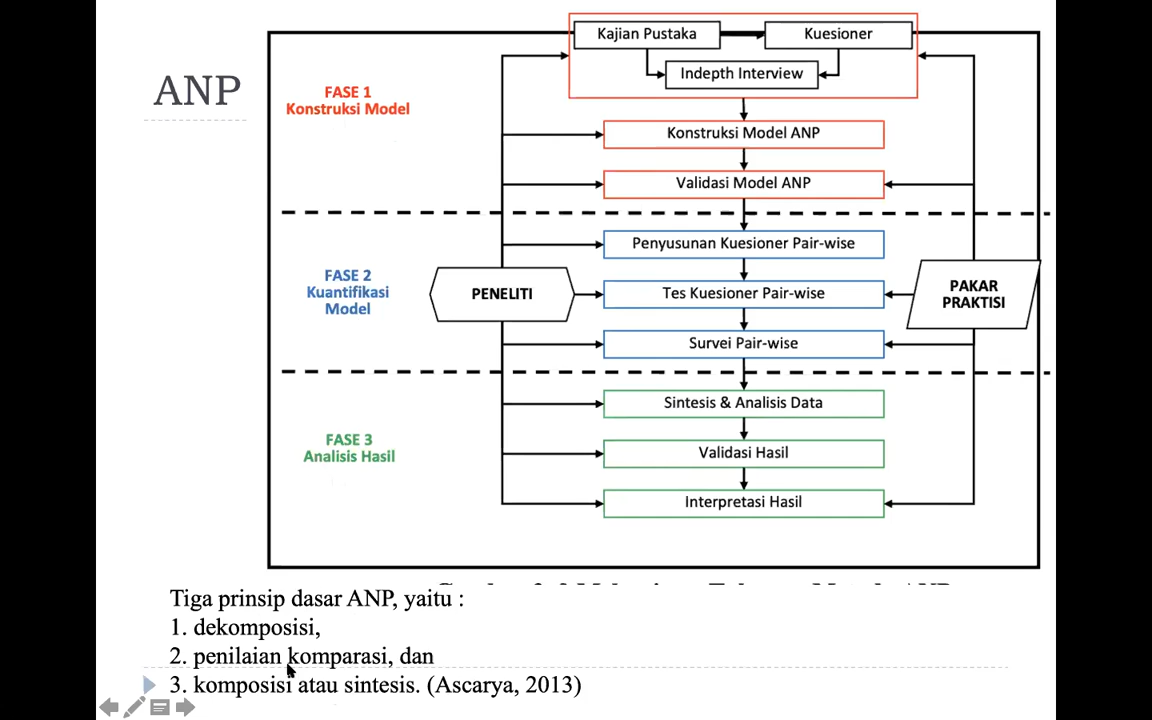 ANP
Kajian Pustaka
Kuesioner
Indepth Interview
FASE 1
Konstruksi Model
Konstruksi Model ANP
Validasi Model ANP
Penyusunan Kuesioner Pair-wise
FASE 2
Kuantifikasi
Model
PENELITI
Tes Kuesioner Pair-wise
PAKAR
PRAKTISI
Survei Pair-wise
Sintesis & Analisis Data
FASE 3
Analisis Hasil
Validasi Hasil
Interpretasi Hasil
Tiga prinsip dasar ANP, yaitu :
1. dekomposisi,
2. penilaian komparasi, dan
3. komposisi atau sintesis. (Ascarya, 2013)